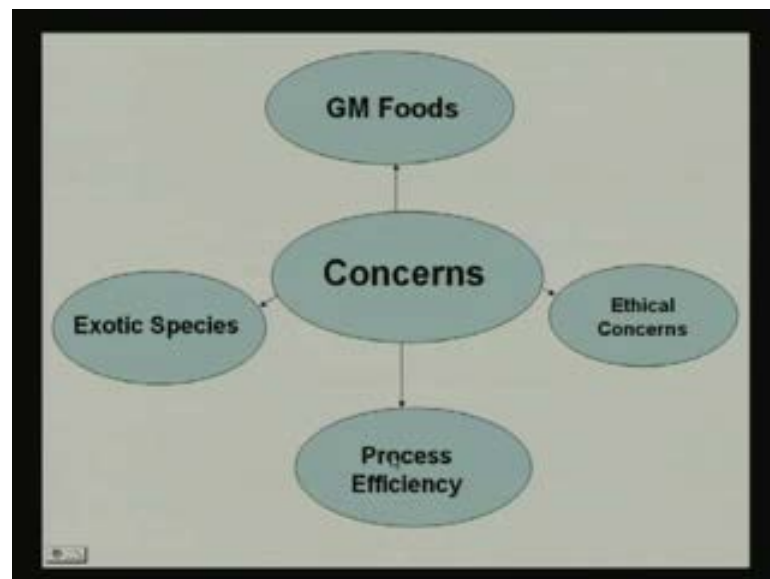 GM Foods
Concerns
Exotic Species
Ethical
Concerns
Process
Efficiency